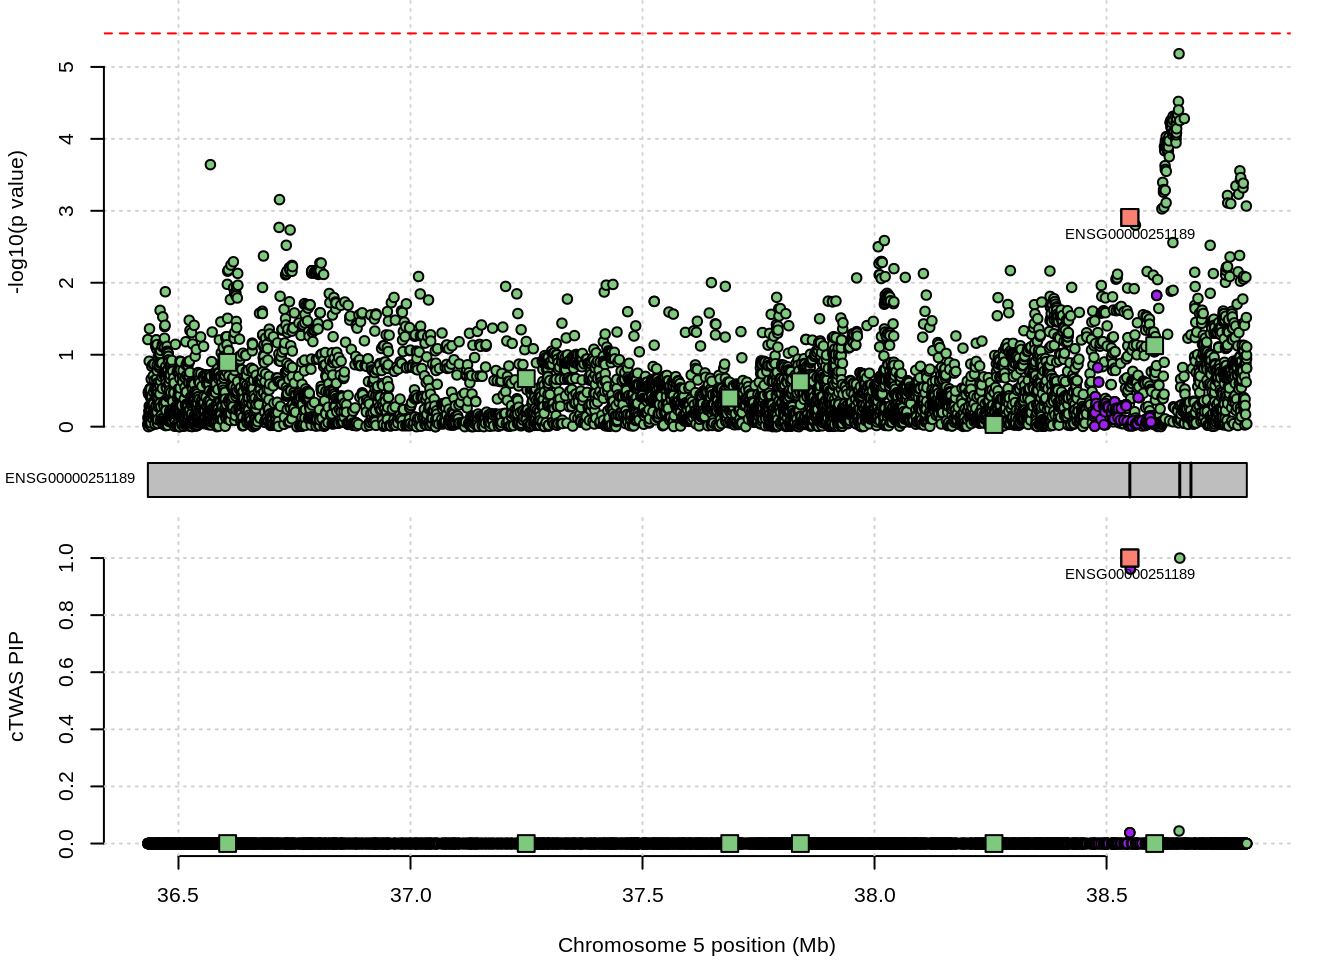 5
4
3
2
1
0
-log10(p value)
ENSG00000251189
ENSG00000251189
1.0
0.8
0.6
0.4
0.2
0.0
cTWAS PIP
ENSG00000251189
36.5 37.0 37.5 38.0 38.5
Chromosome 5 position (Mb)